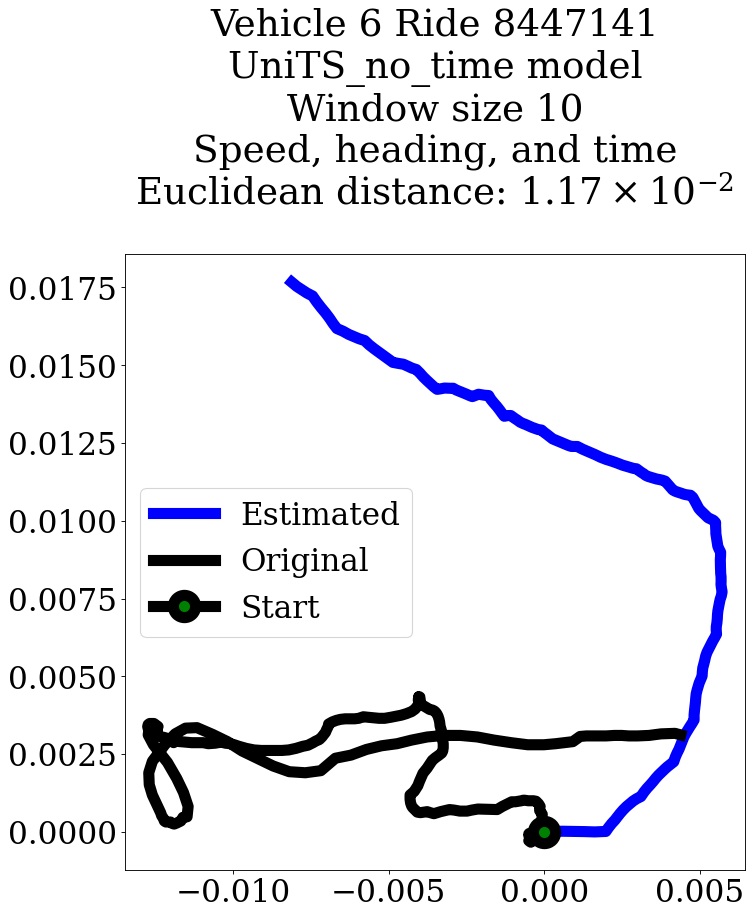 Vehicle 6 Ride 8447141
UniTS_no_time model
Window size 10
Speed, heading, and time
Euclidean distance: 1.17 × 10⁻²
0.0175
0.0150
0.0125
0.0100
0.0075
0.0050
0.0025
0.0000
Estimated
Original
Start
−0.010 −0.005 0.000 0.005